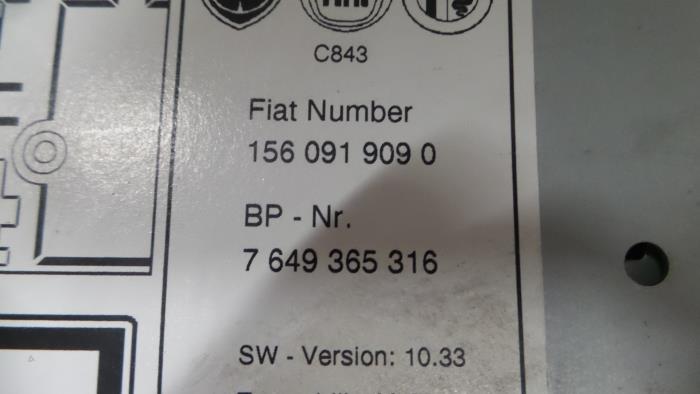 C843
Fiat Number
156 091 909 0
BP - Nr.
7 649 365 316
SW - Version: 10.33